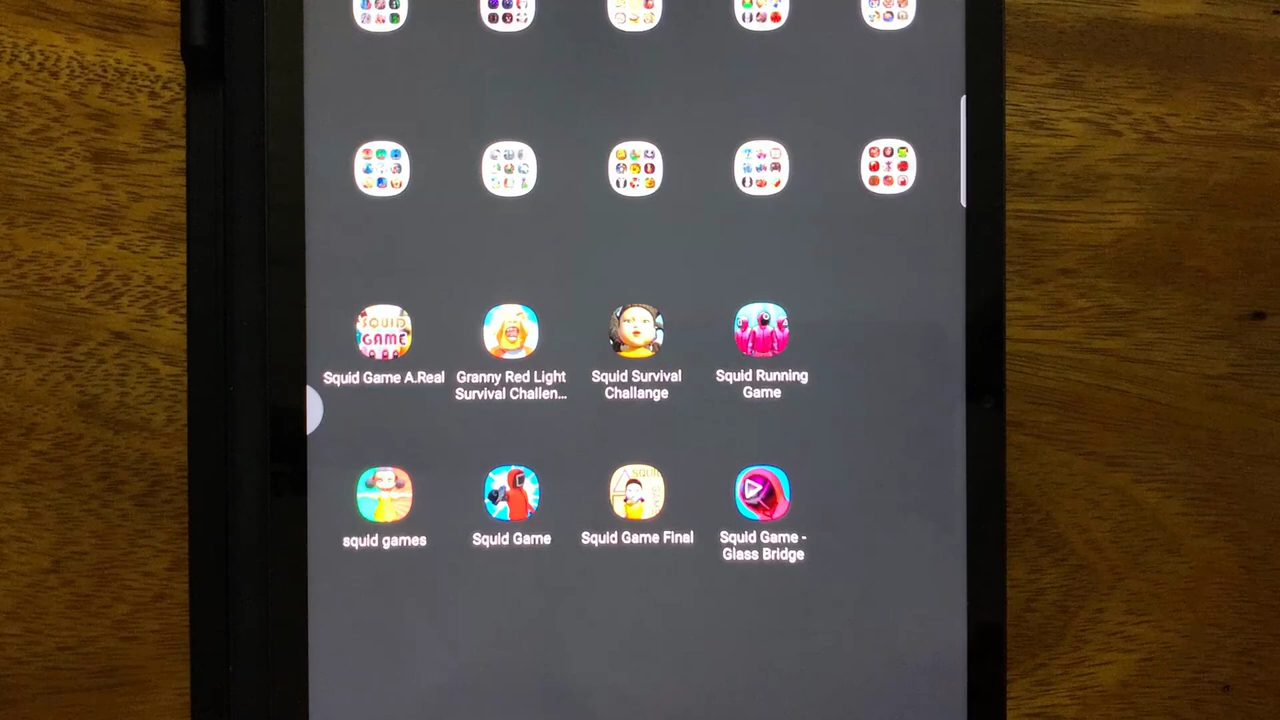 SQUID
GAME
Squid Game A.Real
Granny Red Light
Survival Challen...
Squid Survival
Challange
Squid Running
Game
squid games
Squid Game
SQUI
Squid Game Final
Squid Game -
Glass Bridge